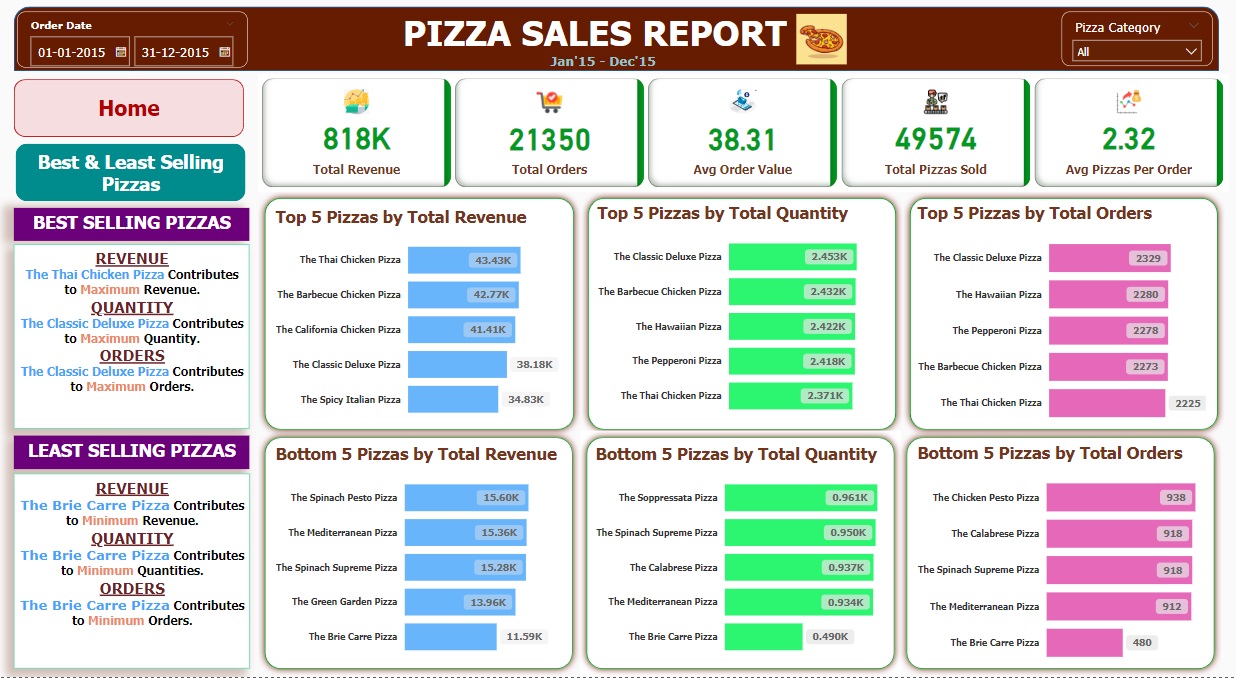 Order Date
01-01-2015
31-12-2015
PIZZA SALES REPORT
Jan'15 - Dec'15
Pizza Category
All
Home
Best & Least Selling
Pizzas
818K
Total Revenue
21350
Total Orders
38.31
Avg Order Value
49574
Total Pizzas Sold
2.32
Avg Pizzas Per Order
BEST SELLING PIZZAS
REVENUE
The Thai Chicken Pizza Contributes
to Maximum Revenue.
QUANTITY
The Classic Deluxe Pizza Contributes
to Maximum Quantity.
ORDERS
The Classic Deluxe Pizza Contributes
to Maximum Orders.
Top 5 Pizzas by Total Revenue
The Thai Chicken Pizza 43.43K
The Barbecue Chicken Pizza 42.77K
The California Chicken Pizza 41.41K
The Classic Deluxe Pizza 38.18K
The Spicy Italian Pizza 34.83K
Top 5 Pizzas by Total Quantity
The Classic Deluxe Pizza 2.453K
The Barbecue Chicken Pizza 2.432K
The Hawaiian Pizza 2.422K
The Pepperoni Pizza 2.418K
The Thai Chicken Pizza 2.371K
Top 5 Pizzas by Total Orders
The Classic Deluxe Pizza 2329
The Hawaiian Pizza 2280
The Pepperoni Pizza 2278
The Barbecue Chicken Pizza 2273
The Thai Chicken Pizza 2225
LEAST SELLING PIZZAS
REVENUE
The Brie Carre Pizza Contributes
to Minimum Revenue.
QUANTITY
The Brie Carre Pizza Contributes
to Minimum Quantities.
ORDERS
The Brie Carre Pizza Contributes
to Minimum Orders.
Bottom 5 Pizzas by Total Revenue
The Spinach Pesto Pizza 15.60K
The Mediterranean Pizza 15.36K
The Spinach Supreme Pizza 15.28K
The Green Garden Pizza 13.96K
The Brie Carre Pizza 11.59K
Bottom 5 Pizzas by Total Quantity
The Soppressata Pizza 0.961K
The Spinach Supreme Pizza 0.950K
The Calabrese Pizza 0.937K
The Mediterranean Pizza 0.934K
The Brie Carre Pizza 0.490K
Bottom 5 Pizzas by Total Orders
The Chicken Pesto Pizza 938
The Calabrese Pizza 918
The Spinach Supreme Pizza 918
The Mediterranean Pizza 912
The Brie Carre Pizza 480